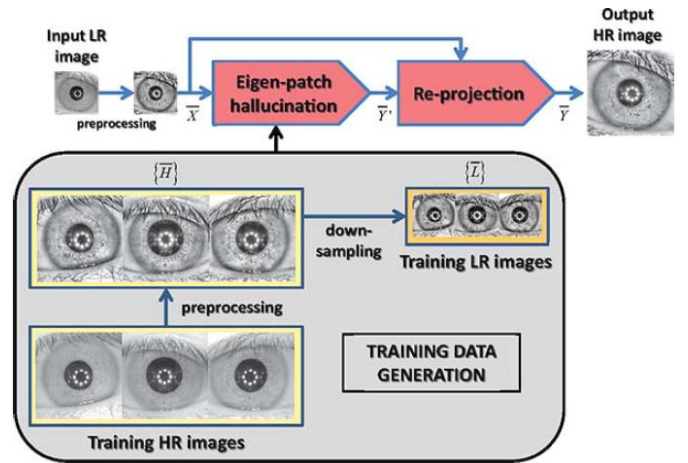 Input LR
image
preprocessing
X̅
Eigen-patch
hallucination
Y̅'
Re-projection
Y̅
Output
HR image
{H̅}
{L̅}
down-
sampling
Training LR images
preprocessing
TRAINING DATA
GENERATION
Training HR images